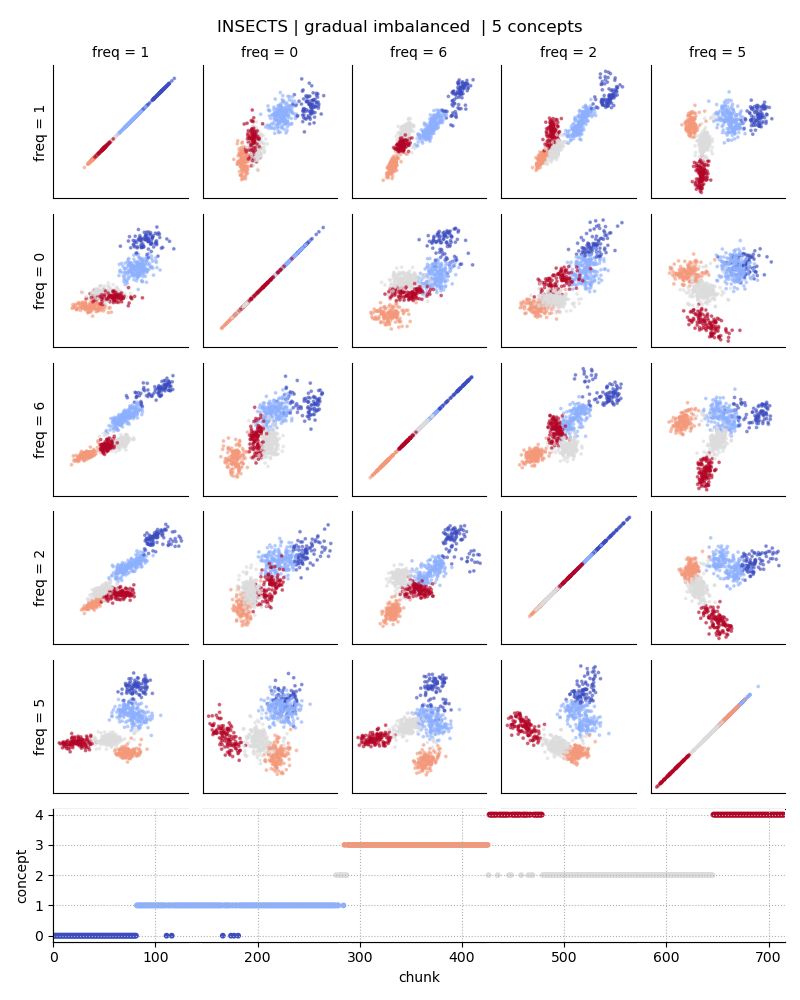 INSECTS | gradual imbalanced | 5 concepts
freq = 1 freq = 0 freq = 6 freq = 2 freq = 5
freq = 1
freq = 0
freq = 6
freq = 2
freq = 5
concept
4
3
2
1
0
0 100 200 300 400 500 600 700
chunk